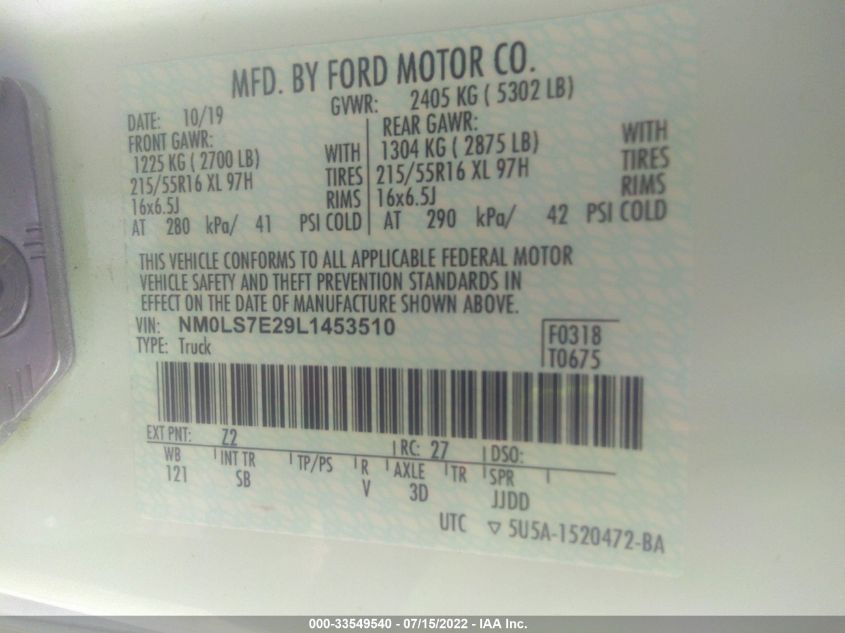 MFD. BY FORD MOTOR CO.
DATE: 10/19 GVWR: 2405 KG ( 5302 LB)
FRONT GAWR: REAR GAWR:
1225 KG ( 2700 LB) WITH 1304 KG ( 2875 LB) WITH
215/55R16 XL 97H TIRES 215/55R16 XL 97H TIRES
16x6.5J RIMS 16x6.5J RIMS
AT 280 kPa/ 41 PSI COLD AT 290 kPa/ 42 PSI COLD
THIS VEHICLE CONFORMS TO ALL APPLICABLE FEDERAL MOTOR
VEHICLE SAFETY AND THEFT PREVENTION STANDARDS IN
EFFECT ON THE DATE OF MANUFACTURE SHOWN ABOVE.
VIN: NM0LS7E29L1453510 F0318
TYPE: Truck T0675
EXT PNT: Z2 RC: 27 DSO:
WB INT TR TP/PS R AXLE TR SPR
121 SB V 3D JJDD
UTC ▽ 5U5A-1520472-BA
000-33549540 - 07/15/2022 - IAA Inc.